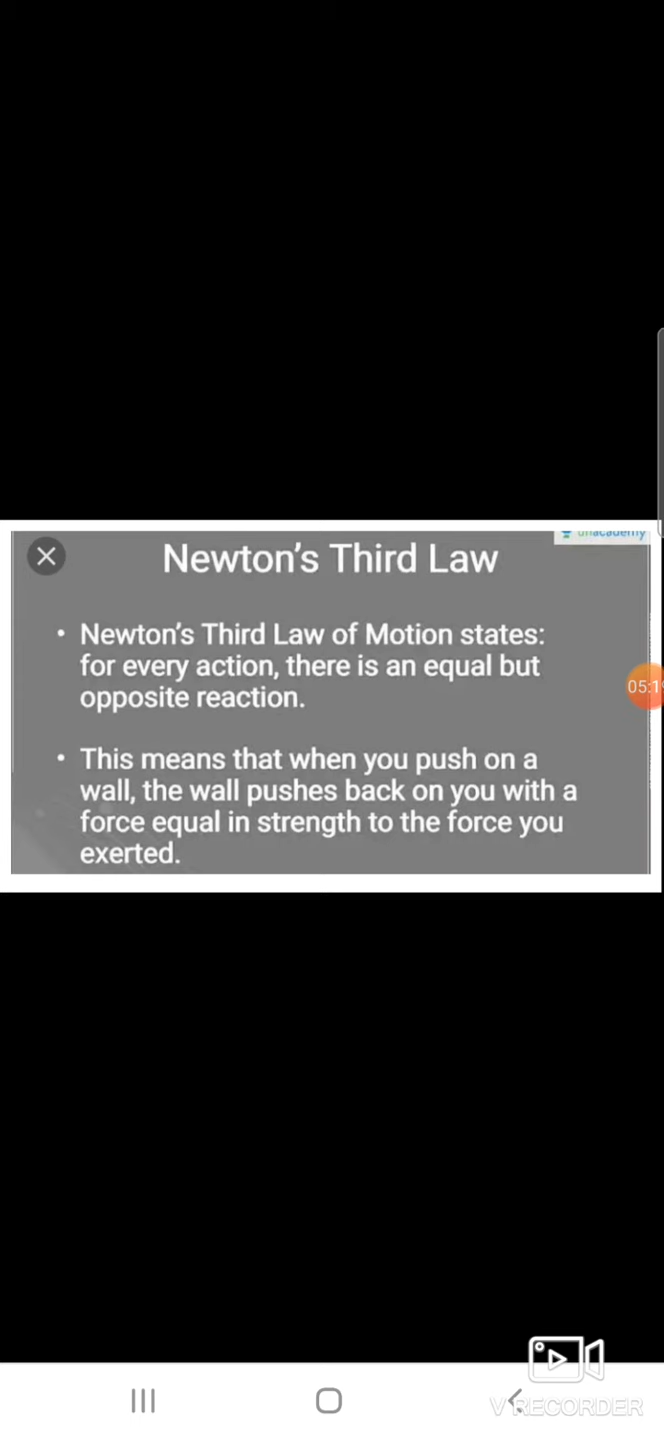 unacademy
Newton's Third Law
• Newton's Third Law of Motion states:
for every action, there is an equal but
opposite reaction.
• This means that when you push on a
wall, the wall pushes back on you with a
force equal in strength to the force you
exerted.
V RECORDER